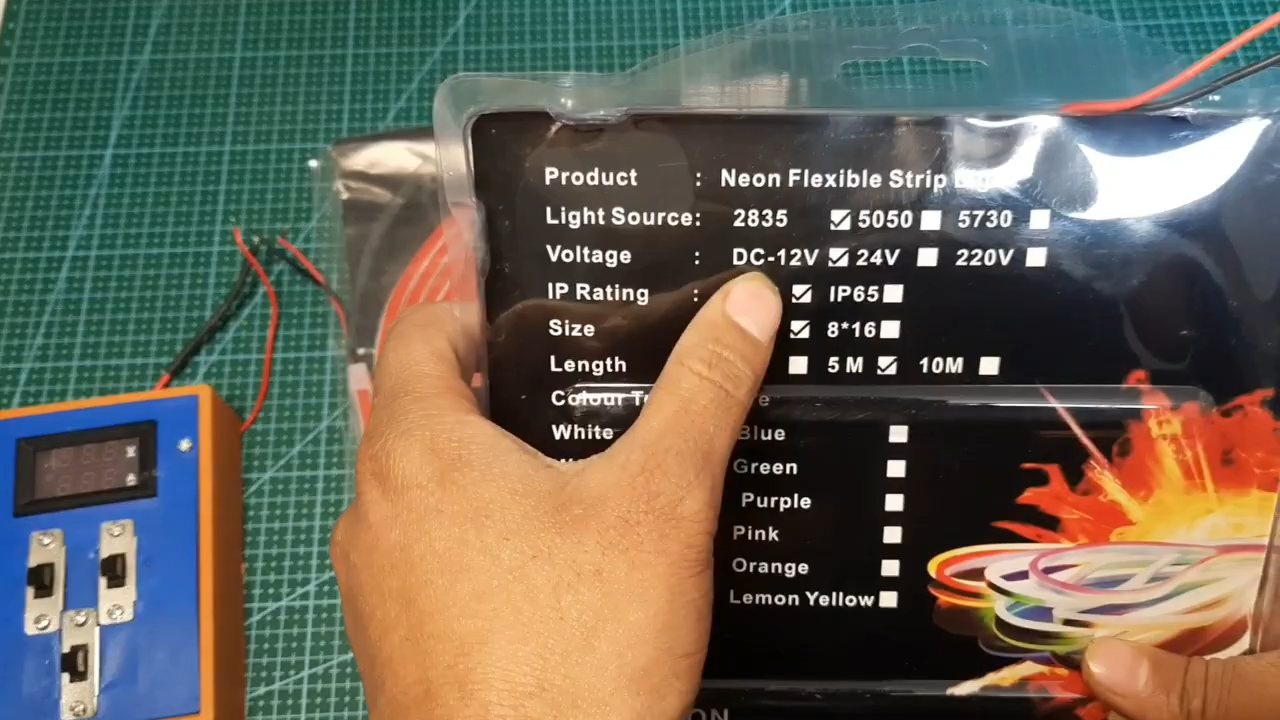 Product : Neon Flexible Strip
Light Source: 2835 5050 5730
Voltage : DC-12V 24V 220V
IP Rating : IP65
Size 8*16
Length 5 M 10M
Colour
White Blue
Green
Purple
Pink
Orange
Lemon Yellow